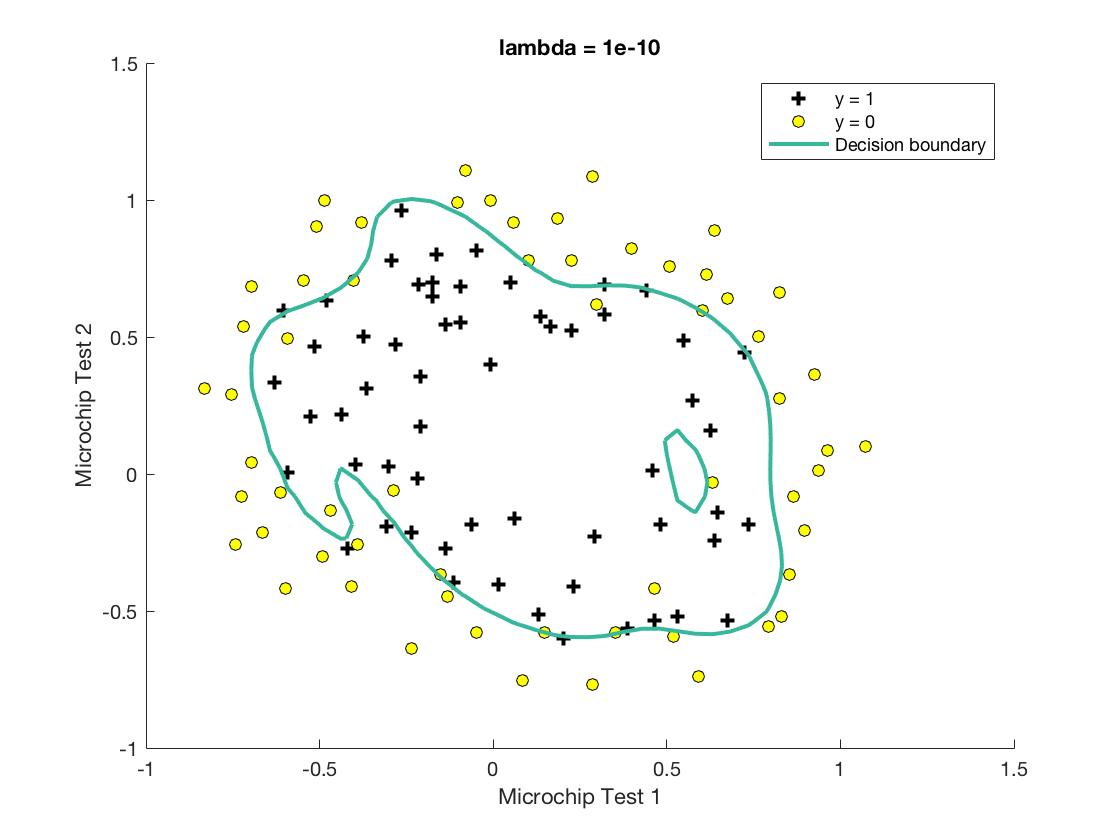 lambda = 1e-10
1.5
y = 1
y = 0
Decision boundary
1
0.5
Microchip Test 2
0
-0.5
-1
-1 -0.5 0 0.5 1 1.5
Microchip Test 1